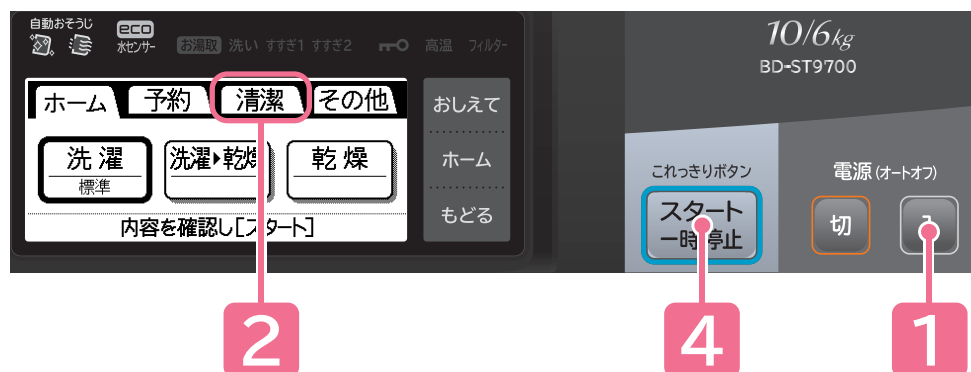 自動おそうじ
eco
水センサー
お湯取 洗い すすぎ1 すすぎ2 高温 フィルター
ホーム 予約 清潔 その他
洗濯 洗濯▶乾燥 乾燥
標準
内容を確認し[スタート]
おしえて
ホーム
もどる
10/6kg
BD-ST9700
これっきりボタン
スタート
一時停止
電源(オートオフ)
切 入
2 4 1